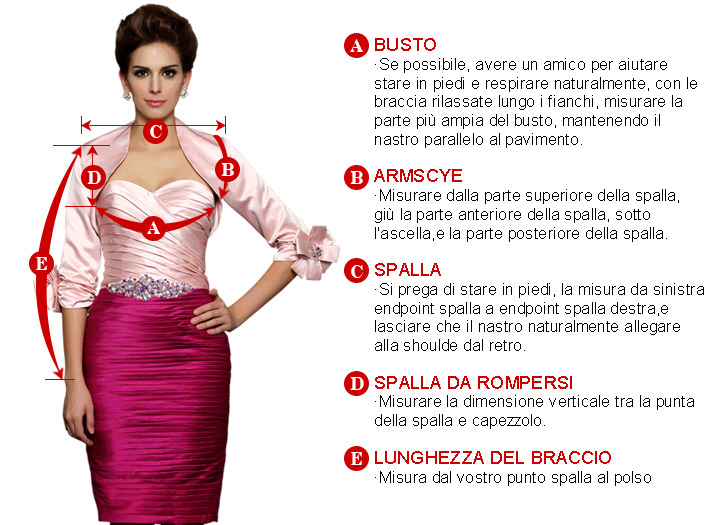 A BUSTO
·Se possibile, avere un amico per aiutare
stare in piedi e respirare naturalmente, con le
braccia rilassate lungo i fianchi, misurare la
parte più ampia del busto, mantenendo il
nastro parallelo al pavimento.
B ARMSCYE
·Misurare dalla parte superiore della spalla,
giù la parte anteriore della spalla, sotto
l'ascella,e la parte posteriore della spalla.
C SPALLA
·Si prega di stare in piedi, la misura da sinistra
endpoint spalla a endpoint spalla destra,e
lasciare che il nastro naturalmente allegare
alla shoulde dal retro.
D SPALLA DA ROMPERSI
·Misurare la dimensione verticale tra la punta
della spalla e capezzolo.
E LUNGHEZZA DEL BRACCIO
·Misura dal vostro punto spalla al polso
C
B
D
A
E